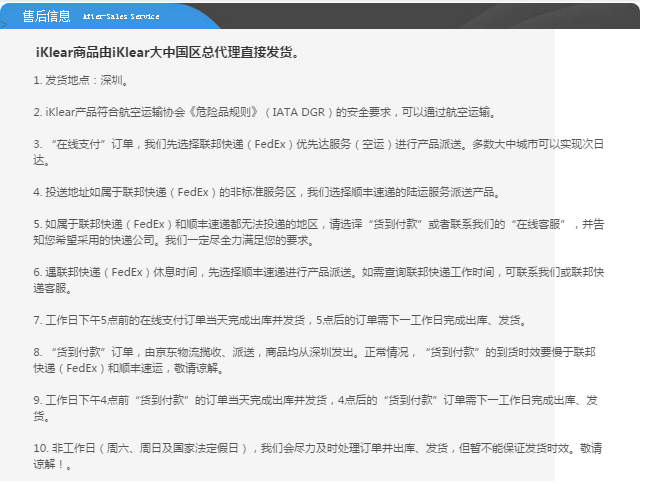 售后信息 After-Sales Service
>
iKlear商品由iKlear大中国区总代理直接发货。
1. 发货地点：深圳。
2. iKlear产品符合航空运输协会《危险品规则》（IATA DGR）的安全要求，可以通过航空运输。
3. “在线支付”订单，我们先选择联邦快递（FedEx）优先达服务（空运）进行产品派送。多数大中城市可以实现次日
达。
4. 投送地址如属于联邦快递（FedEx）的非标准服务区，我们选择顺丰速递的陆运服务派送产品。
5. 如属于联邦快递（FedEx）和顺丰速递都无法投递的地区，请选译“货到付款”或者联系我们的“在线客服”，并告
知您希望采用的快递公司。我们一定尽全力满足您的要求。
6. 遇联邦快递（FedEx）休息时间，先选择顺丰速递进行产品派送。如需查询联邦快递工作时间，可联系我们或联邦快
递客服。
7. 工作日下午5点前的在线支付订单当天完成出库并发货，5点后的订单需下一工作日完成出库、发货。
8. “货到付款”订单，由京东物流揽收、派送，商品均从深圳发出。正常情况，“货到付款”的到货时效要慢于联邦
快递（FedEx）和顺丰速运，敬请谅解。
9. 工作日下午4点前“货到付款”的订单当天完成出库并发货，4点后的“货到付款”订单需下一工作日完成出库、发
货。
10. 非工作日（周六、周日及国家法定假日），我们会尽力及时处理订单并出库、发货，但暂不能保证发货时效。敬请
谅解！。